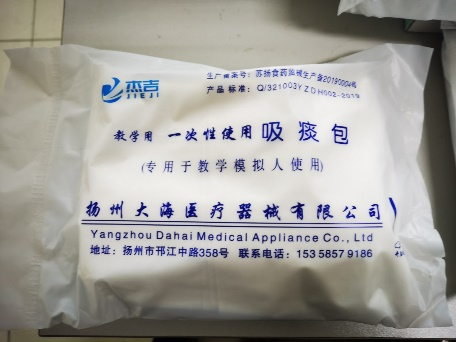 杰吉
JIEJI
生产备案号：苏扬食药监械生产备20190004号
产品标准：Q/321003YZDH002-2019
教学用 一次性使用 吸痰包
(专用于教学模拟人使用)
扬州大海医疗器械有限公司
Yangzhou Dahai Medical Appliance Co., Ltd
地址：扬州市邗江中路358号 联系电话：153 5857 9186